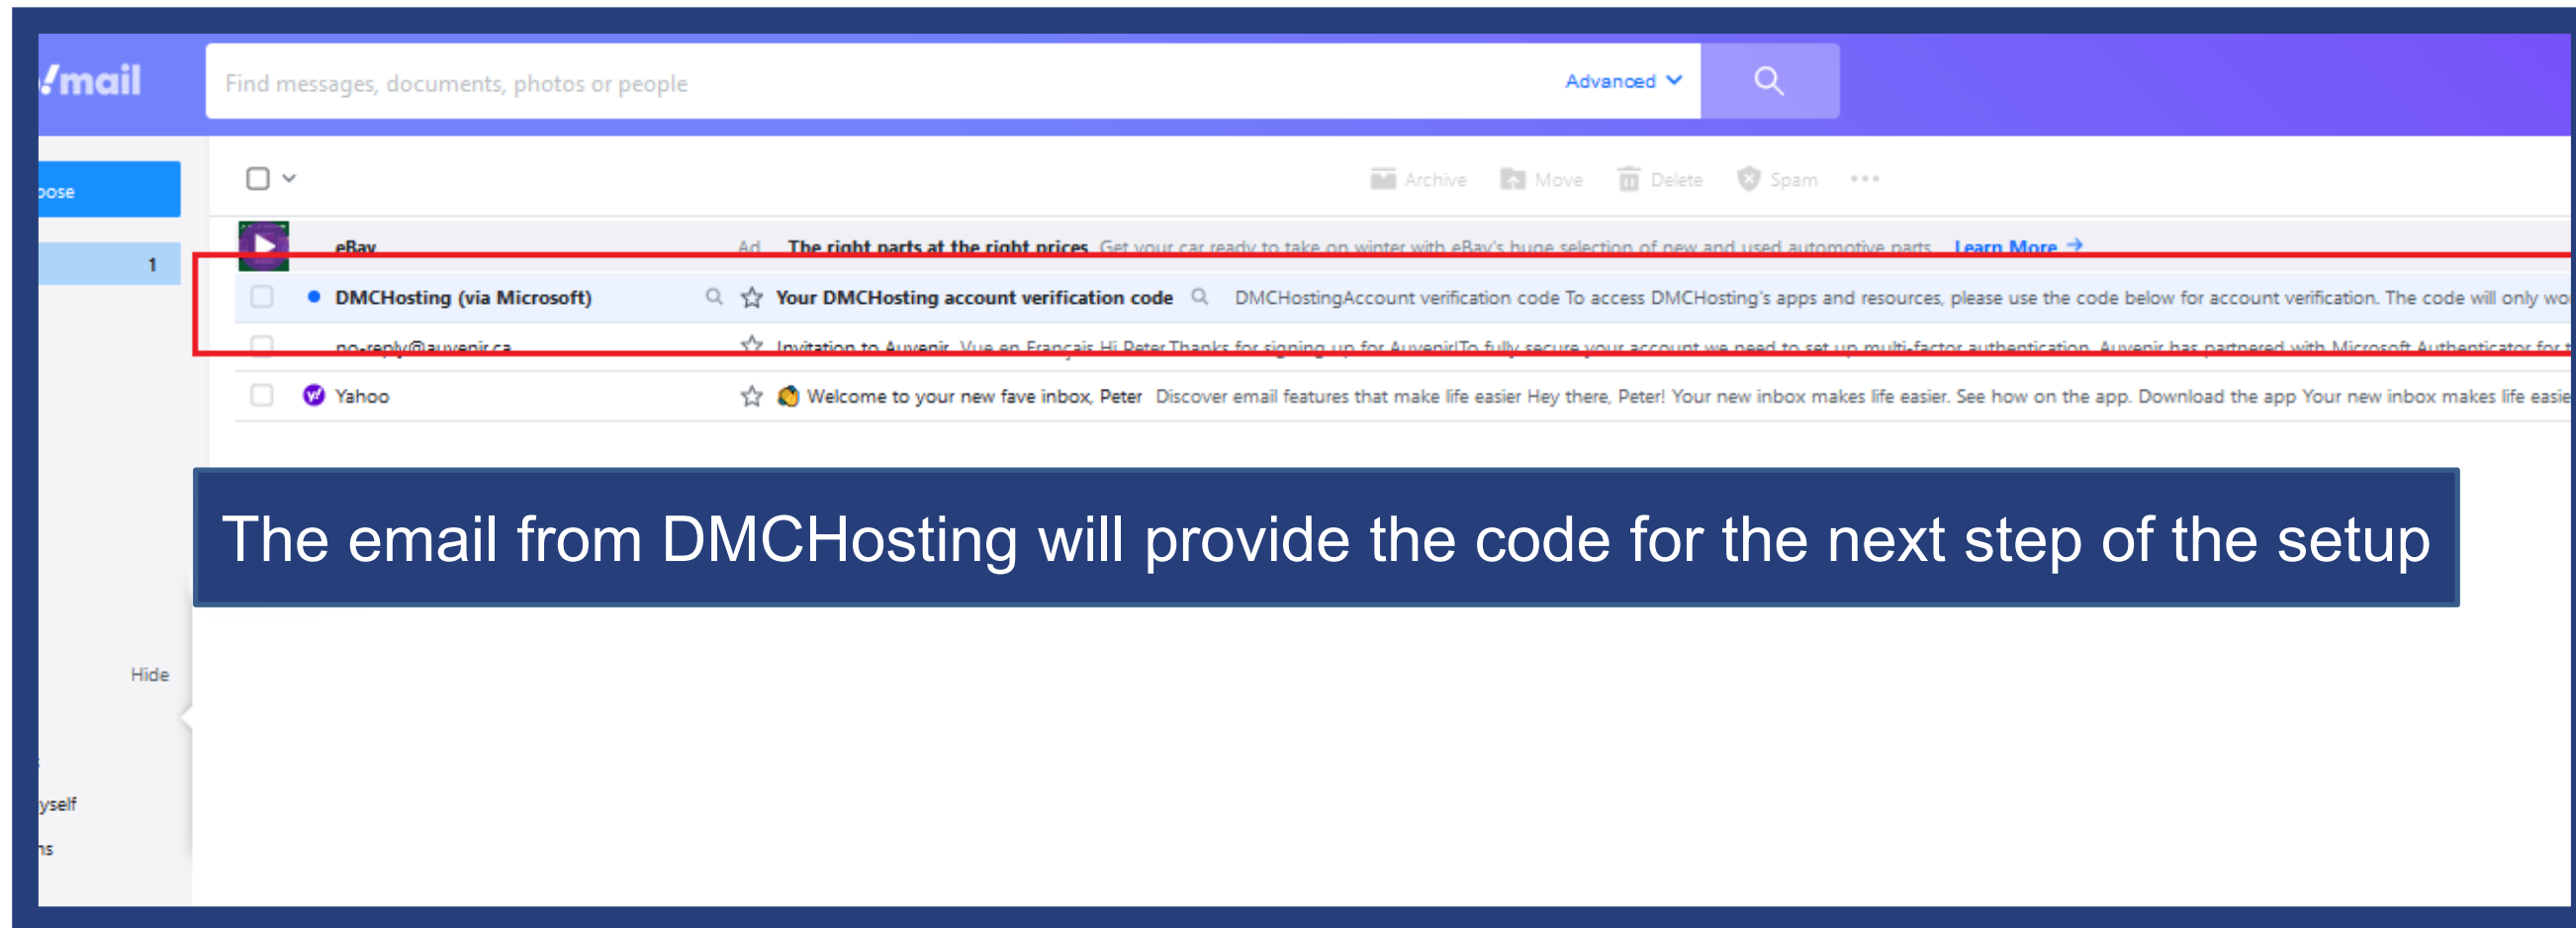 !mail
Find messages, documents, photos or people
Advanced
Archive Move Delete Spam
eBay Ad The right parts at the right prices Get your car ready to take on winter with eBay's huge selection of new and used automotive parts Learn More →
1
DMCHosting (via Microsoft) Your DMCHosting account verification code DMCHostingAccount verification code To access DMCHosting's apps and resources, please use the code below for account verification. The code will only
no-reply@auvenir.ca Invitation to Auvenir Vue en Français Hi Peter,Thanks for signing up for Auvenir!To fully secure your account we need to set up multi-factor authentication. Auvenir has partnered with Microsoft Authenticator for
Yahoo Welcome to your new fave inbox, Peter Discover email features that make life easier Hey there, Peter! Your new inbox makes life easier. See how on the app. Download the app Your new inbox makes life
The email from DMCHosting will provide the code for the next step of the setup
Hide